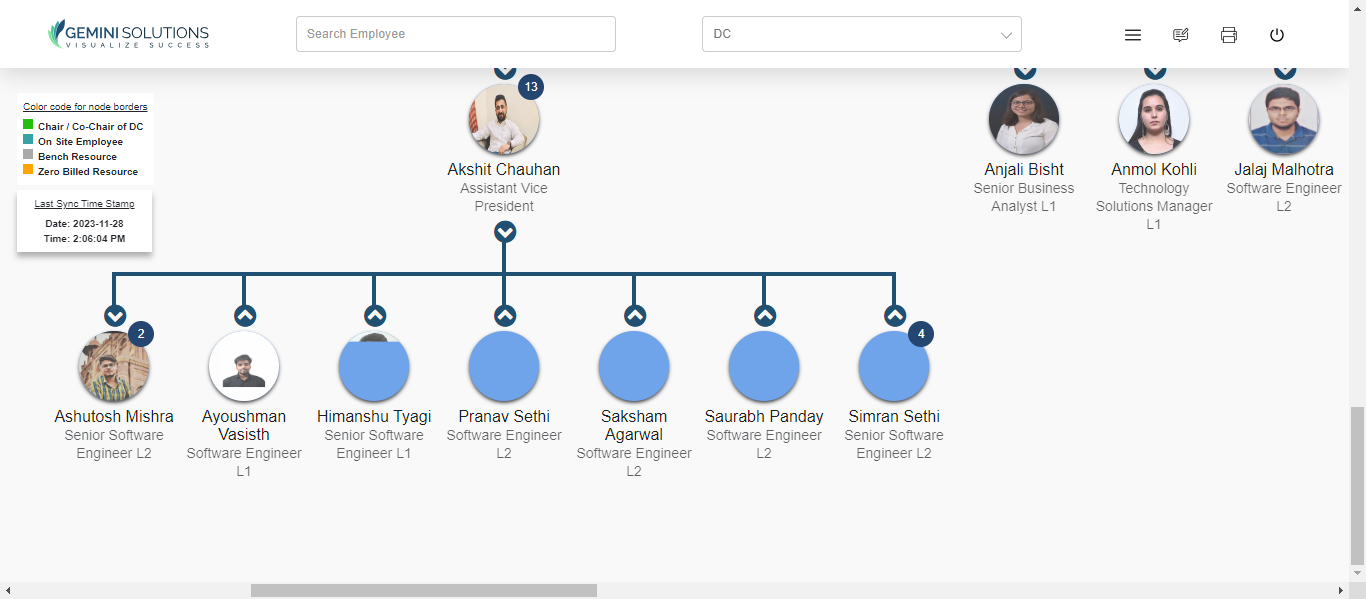 GEMINI SOLUTIONS
VISUALIZE SUCCESS
Search Employee
DC
Color code for node borders
Chair / Co-Chair of DC
On Site Employee
Bench Resource
Zero Billed Resource
Last Sync Time Stamp
Date: 2023-11-28
Time: 2:06:04 PM
13
Akshit Chauhan
Assistant Vice
President
Anjali Bisht
Senior Business
Analyst L1
Anmol Kohli
Technology
Solutions Manager
L1
Jalaj Malhotra
Software Engineer
L2
2
Ashutosh Mishra
Senior Software
Engineer L2
Ayoushman
Vasisth
Software Engineer
L1
Himanshu Tyagi
Senior Software
Engineer L1
Pranav Sethi
Software Engineer
L2
Saksham
Agarwal
Software Engineer
L2
Saurabh Panday
Software Engineer
L2
4
Simran Sethi
Senior Software
Engineer L2